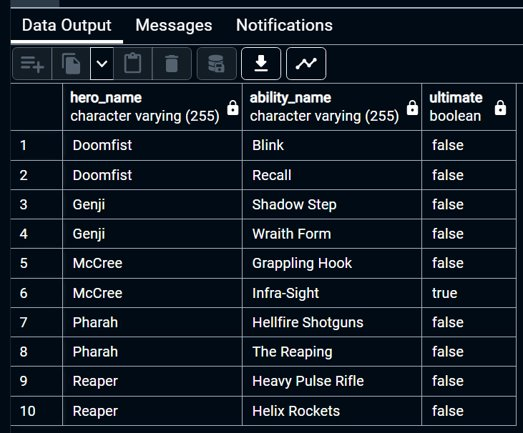 Data Output Messages Notifications
hero_name ability_name ultimate
character varying (255) character varying (255) boolean
1 Doomfist Blink false
2 Doomfist Recall false
3 Genji Shadow Step false
4 Genji Wraith Form false
5 McCree Grappling Hook false
6 McCree Infra-Sight true
7 Pharah Hellfire Shotguns false
8 Pharah The Reaping false
9 Reaper Heavy Pulse Rifle false
10 Reaper Helix Rockets false